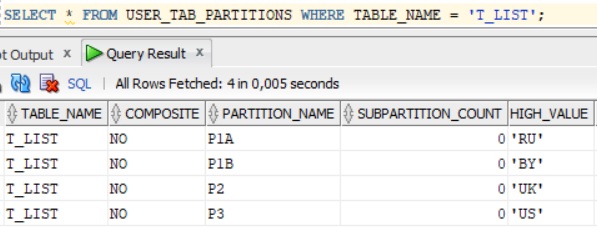 SELECT * FROM USER_TAB_PARTITIONS WHERE TABLE_NAME = 'T_LIST';
ot Output x Query Result x
SQL | All Rows Fetched: 4 in 0,005 seconds
TABLE_NAME COMPOSITE PARTITION_NAME SUBPARTITION_COUNT HIGH_VALUE
T_LIST NO P1A 0 'RU'
T_LIST NO P1B 0 'BY'
T_LIST NO P2 0 'UK'
T_LIST NO P3 0 'US'